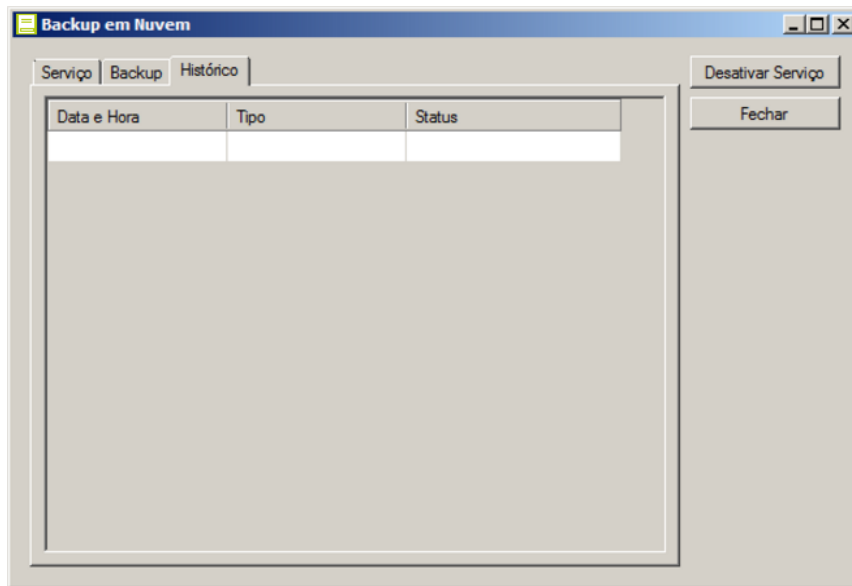 Backup em Nuvem
Serviço Backup Histórico
Desativar Serviço
Fechar
Data e Hora Tipo Status